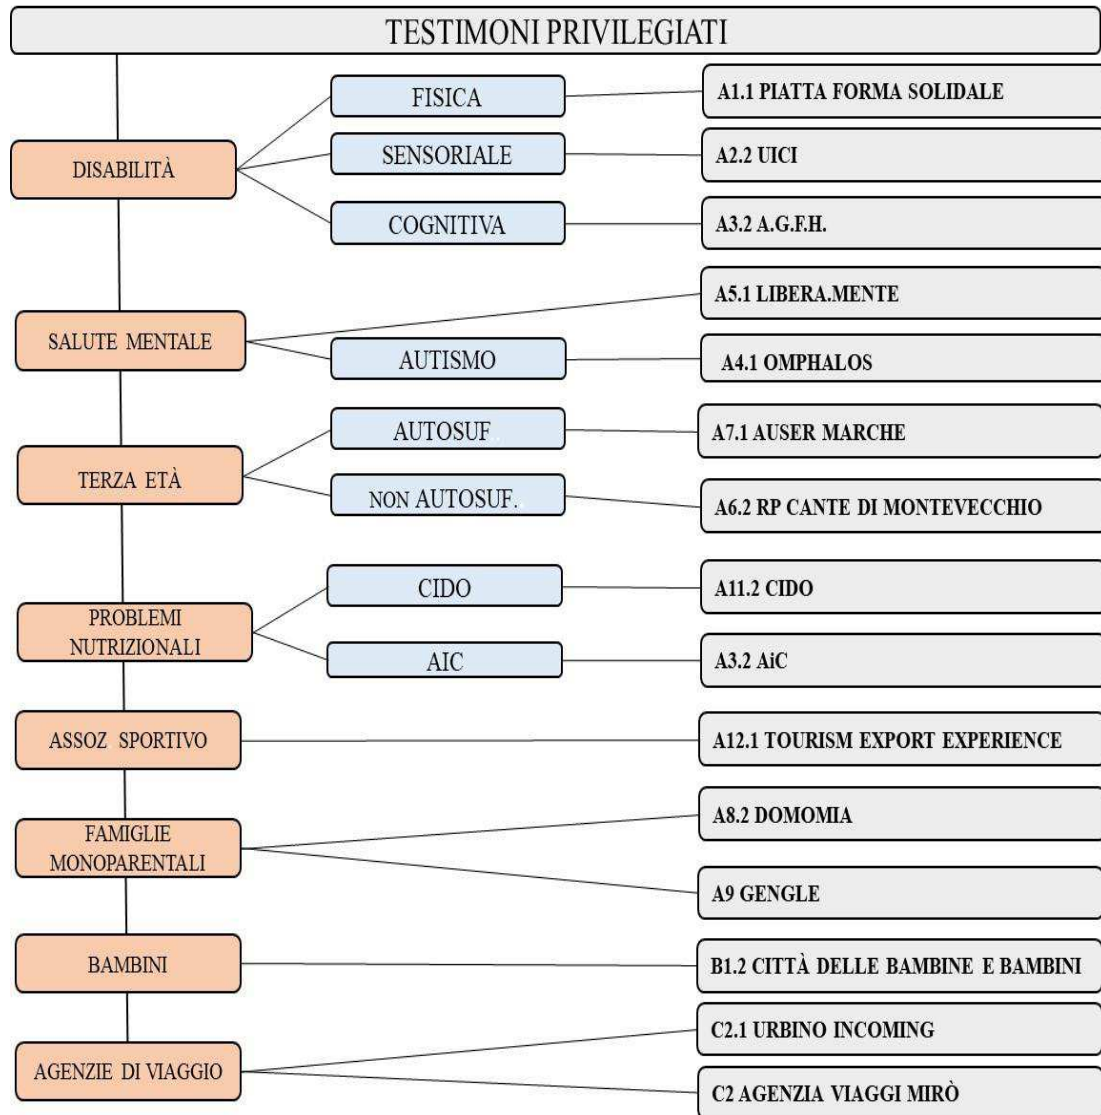 TESTIMONI PRIVILEGIATI
FISICA
A1.1 PIATTA FORMA SOLIDALE
DISABILITÀ
SENSORIALE
A2.2 UICI
COGNITIVA
A3.2 A.G.F.H.
SALUTE MENTALE
A5.1 LIBERA.MENTE
AUTISMO
A4.1 OMPHALOS
TERZA ETÀ
AUTOSUF..
A7.1 AUSER MARCHE
NON AUTOSUF..
A6.2 RP CANTE DI MONTEVECCHIO
PROBLEMI
NUTRIZIONALI
CIDO
A11.2 CIDO
AIC
A3.2 AiC
ASSOZ SPORTIVO
A12.1 TOURISM EXPORT EXPERIENCE
FAMIGLIE
MONOPARENTALI
A8.2 DOMOMIA
A9 GENGLE
BAMBINI
B1.2 CITTÀ DELLE BAMBINE E BAMBINI
AGENZIE DI VIAGGIO
C2.1 URBINO INCOMING
C2 AGENZIA VIAGGI MIRÒ